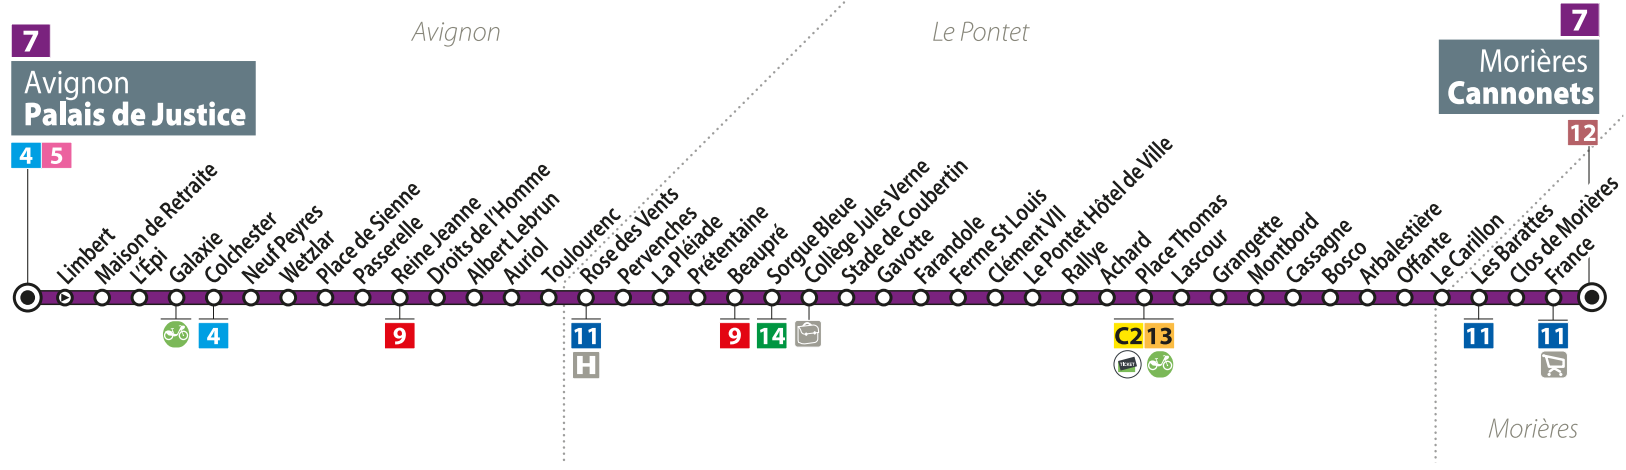 Avignon
Le Pontet
7
Avignon
Palais de Justice
4 5
7
Morières
Cannonets
12
Limbert
Maison de Retraite
L'Épi
Galaxie
Colchester
Neuf Peyres
Wetzlar
Place de Sienne
Passerelle
Reine Jeanne
Droits de l'Homme
Albert Lebrun
Auriol
Toulourenc
Rose des Vents
Pervenches
La Pléiade
Prétentaine
Beaupré
Sorgue Bleue
Collège Jules Verne
Stade de Coubertin
Gavotte
Farandole
Ferme St Louis
Clément VII
Le Pontet Hôtel de Ville
Rallye
Achard
Place Thomas
Lascour
Grangette
Montbord
Cassagne
Bosco
Arbalestière
Offante
Le Carillon
Les Barattes
Clos de Morières
France
4
9
11
H
9
14
C2 13
TICKET
11
11
Morières